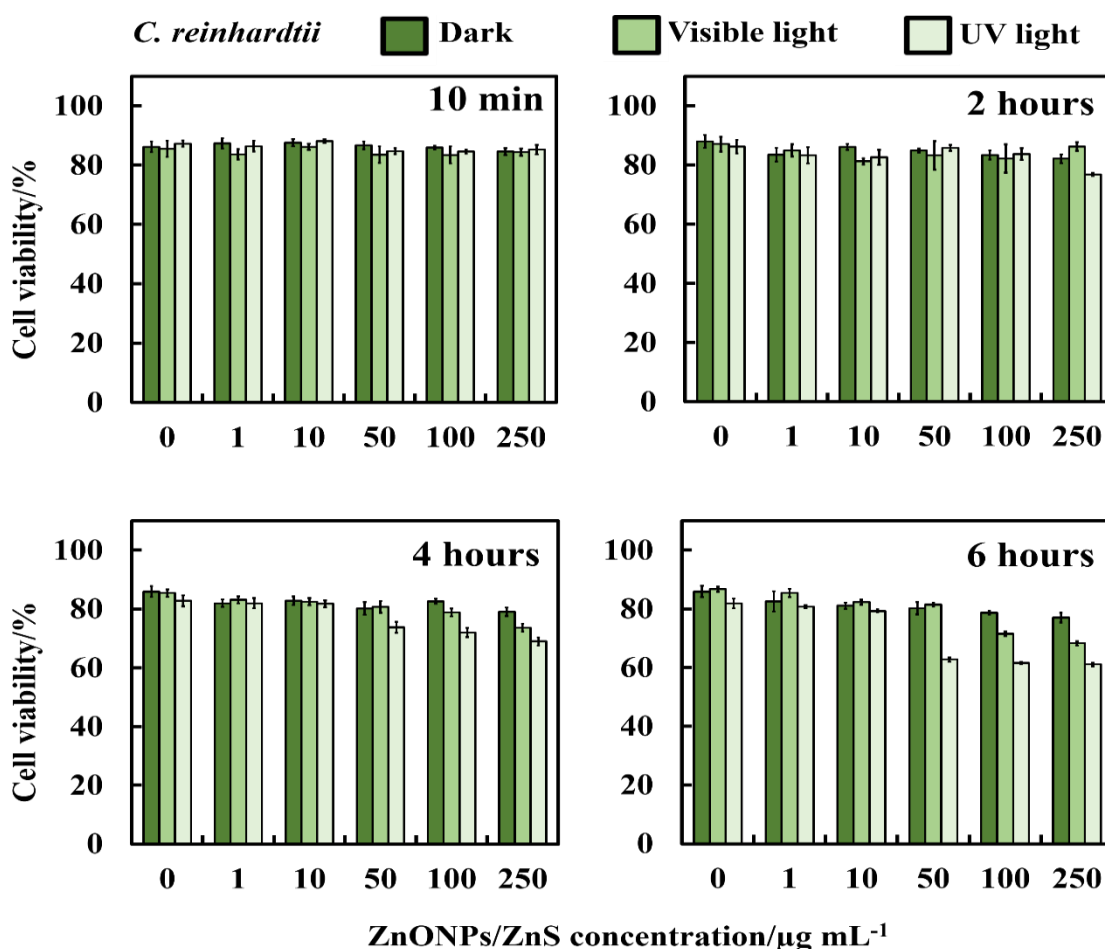 C. reinhardtii Dark Visible light UV light
10 min
100
80
60
40
20
0
Cell viability/%
0 1 10 50 100 250
2 hours
100
80
60
40
20
0
0 1 10 50 100 250
4 hours
100
80
60
40
20
0
Cell viability/%
0 1 10 50 100 250
6 hours
100
80
60
40
20
0
0 1 10 50 100 250
ZnONPs/ZnS concentration/µg mL⁻¹